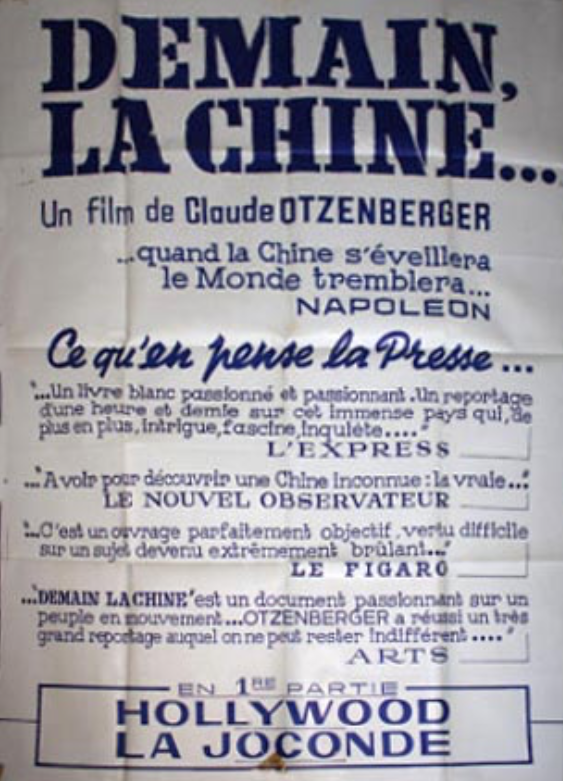 DEMAIN,
LA CHINE...
Un film de Claude OTZENBERGER
...quand la Chine s'éveillera
le Monde tremblera...
NAPOLEON
Ce qu'en pense la Presse...
"...Un livre blanc passionné et passionnant. Un reportage
d'une heure et demie sur cet immense pays qui, de
plus en plus, intrigue, fascine, inquiète...."
L'EXPRESS
..."A voir pour découvrir une Chine inconnue : la vraie..."
LE NOUVEL OBSERVATEUR
"...C'est un ouvrage parfaitement objectif, vertu difficile
sur un sujet devenu extrêmement brûlant..."
LE FIGARO
..."DEMAIN LA CHINE" est un document passionnant sur un
peuple en mouvement...OTZENBERGER a réussi un très
grand reportage auquel on ne peut rester indifférent ...."
ARTS
EN 1RE PARTIE
HOLLYWOOD
LA JOCONDE